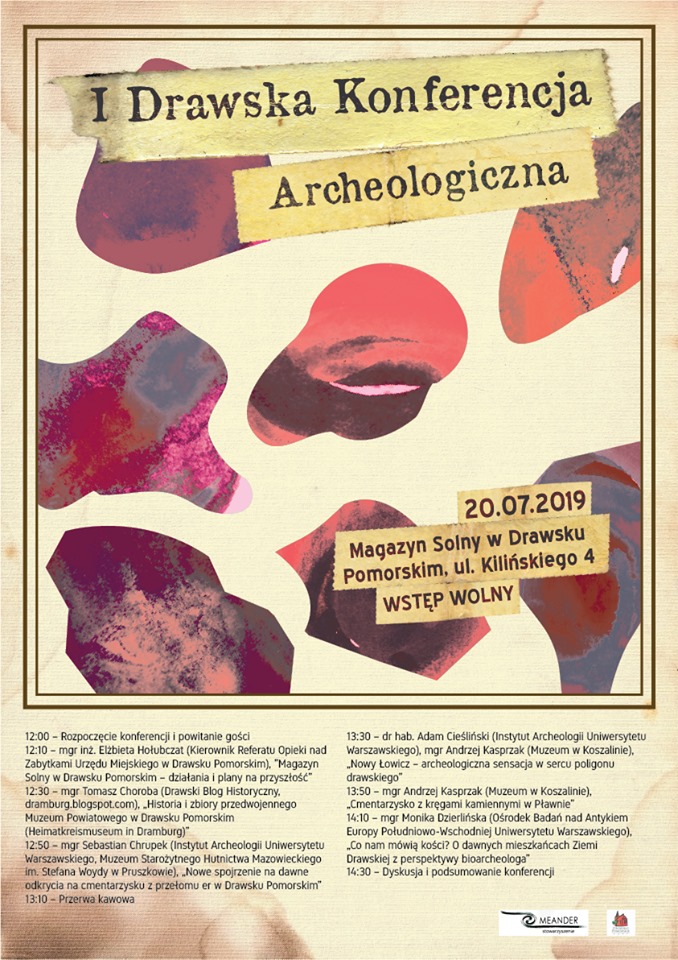 I Drawska Konferencja
Archeologiczna
20.07.2019
Magazyn Solny w Drawsku
Pomorskim, ul. Kilińskiego 4
WSTĘP WOLNY
12:00 – Rozpoczęcie konferencji i powitanie gości
12:10 – mgr inż. Elżbieta Hołubczat (Kierownik Referatu Opieki nad
Zabytkami Urzędu Miejskiego w Drawsku Pomorskim), "Magazyn
Solny w Drawsku Pomorskim – działania i plany na przyszłość"
12:30 – mgr Tomasz Choroba (Drawski Blog Historyczny,
dramburg.blogspot.com), „Historia i zbiory przedwojennego
Muzeum Powiatowego w Drawsku Pomorskim
(Heimatkreismuseum in Dramburg)”
12:50 – mgr Sebastian Chrupek (Instytut Archeologii Uniwersytetu
Warszawskiego, Muzeum Starożytnego Hutnictwa Mazowieckiego
im. Stefana Woydy w Pruszkowie), „Nowe spojrzenie na dawne
odkrycia na cmentarzysku z przełomu er w Drawsku Pomorskim”
13:10 – Przerwa kawowa
13:30 – dr hab. Adam Cieśliński (Instytut Archeologii Uniwersytetu
Warszawskiego), mgr Andrzej Kasprzak (Muzeum w Koszalinie),
„Nowy Łowicz – archeologiczna sensacja w sercu poligonu
drawskiego”
13:50 – mgr Andrzej Kasprzak (Muzeum w Koszalinie),
„Cmentarzysko z kręgami kamiennymi w Pławnie”
14:10 – mgr Monika Dzierlińska (Ośrodek Badań nad Antykiem
Europy Południowo-Wschodniej Uniwersytetu Warszawskiego),
„Co nam mówią kości? O dawnych mieszkańcach Ziemi
Drawskiej z perspektywy bioarcheologa”
14:30 – Dyskusja i podsumowanie konferencji
MEANDER
stowarzyszenie